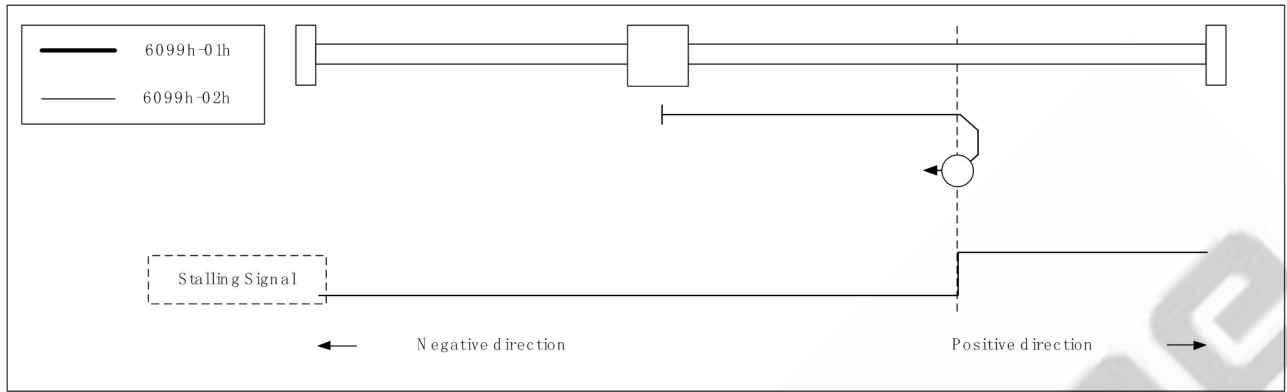 6099h-01h
6099h-02h
Stalling Signal
Negative direction
Positive direction